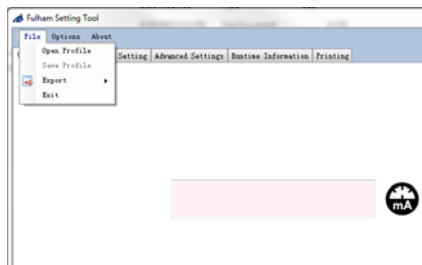 Fulham Setting Tool
File Options About
Setting Advanced Settings Runtime Information Printing
Open Profile
Save Profile
Export
Exit
mA